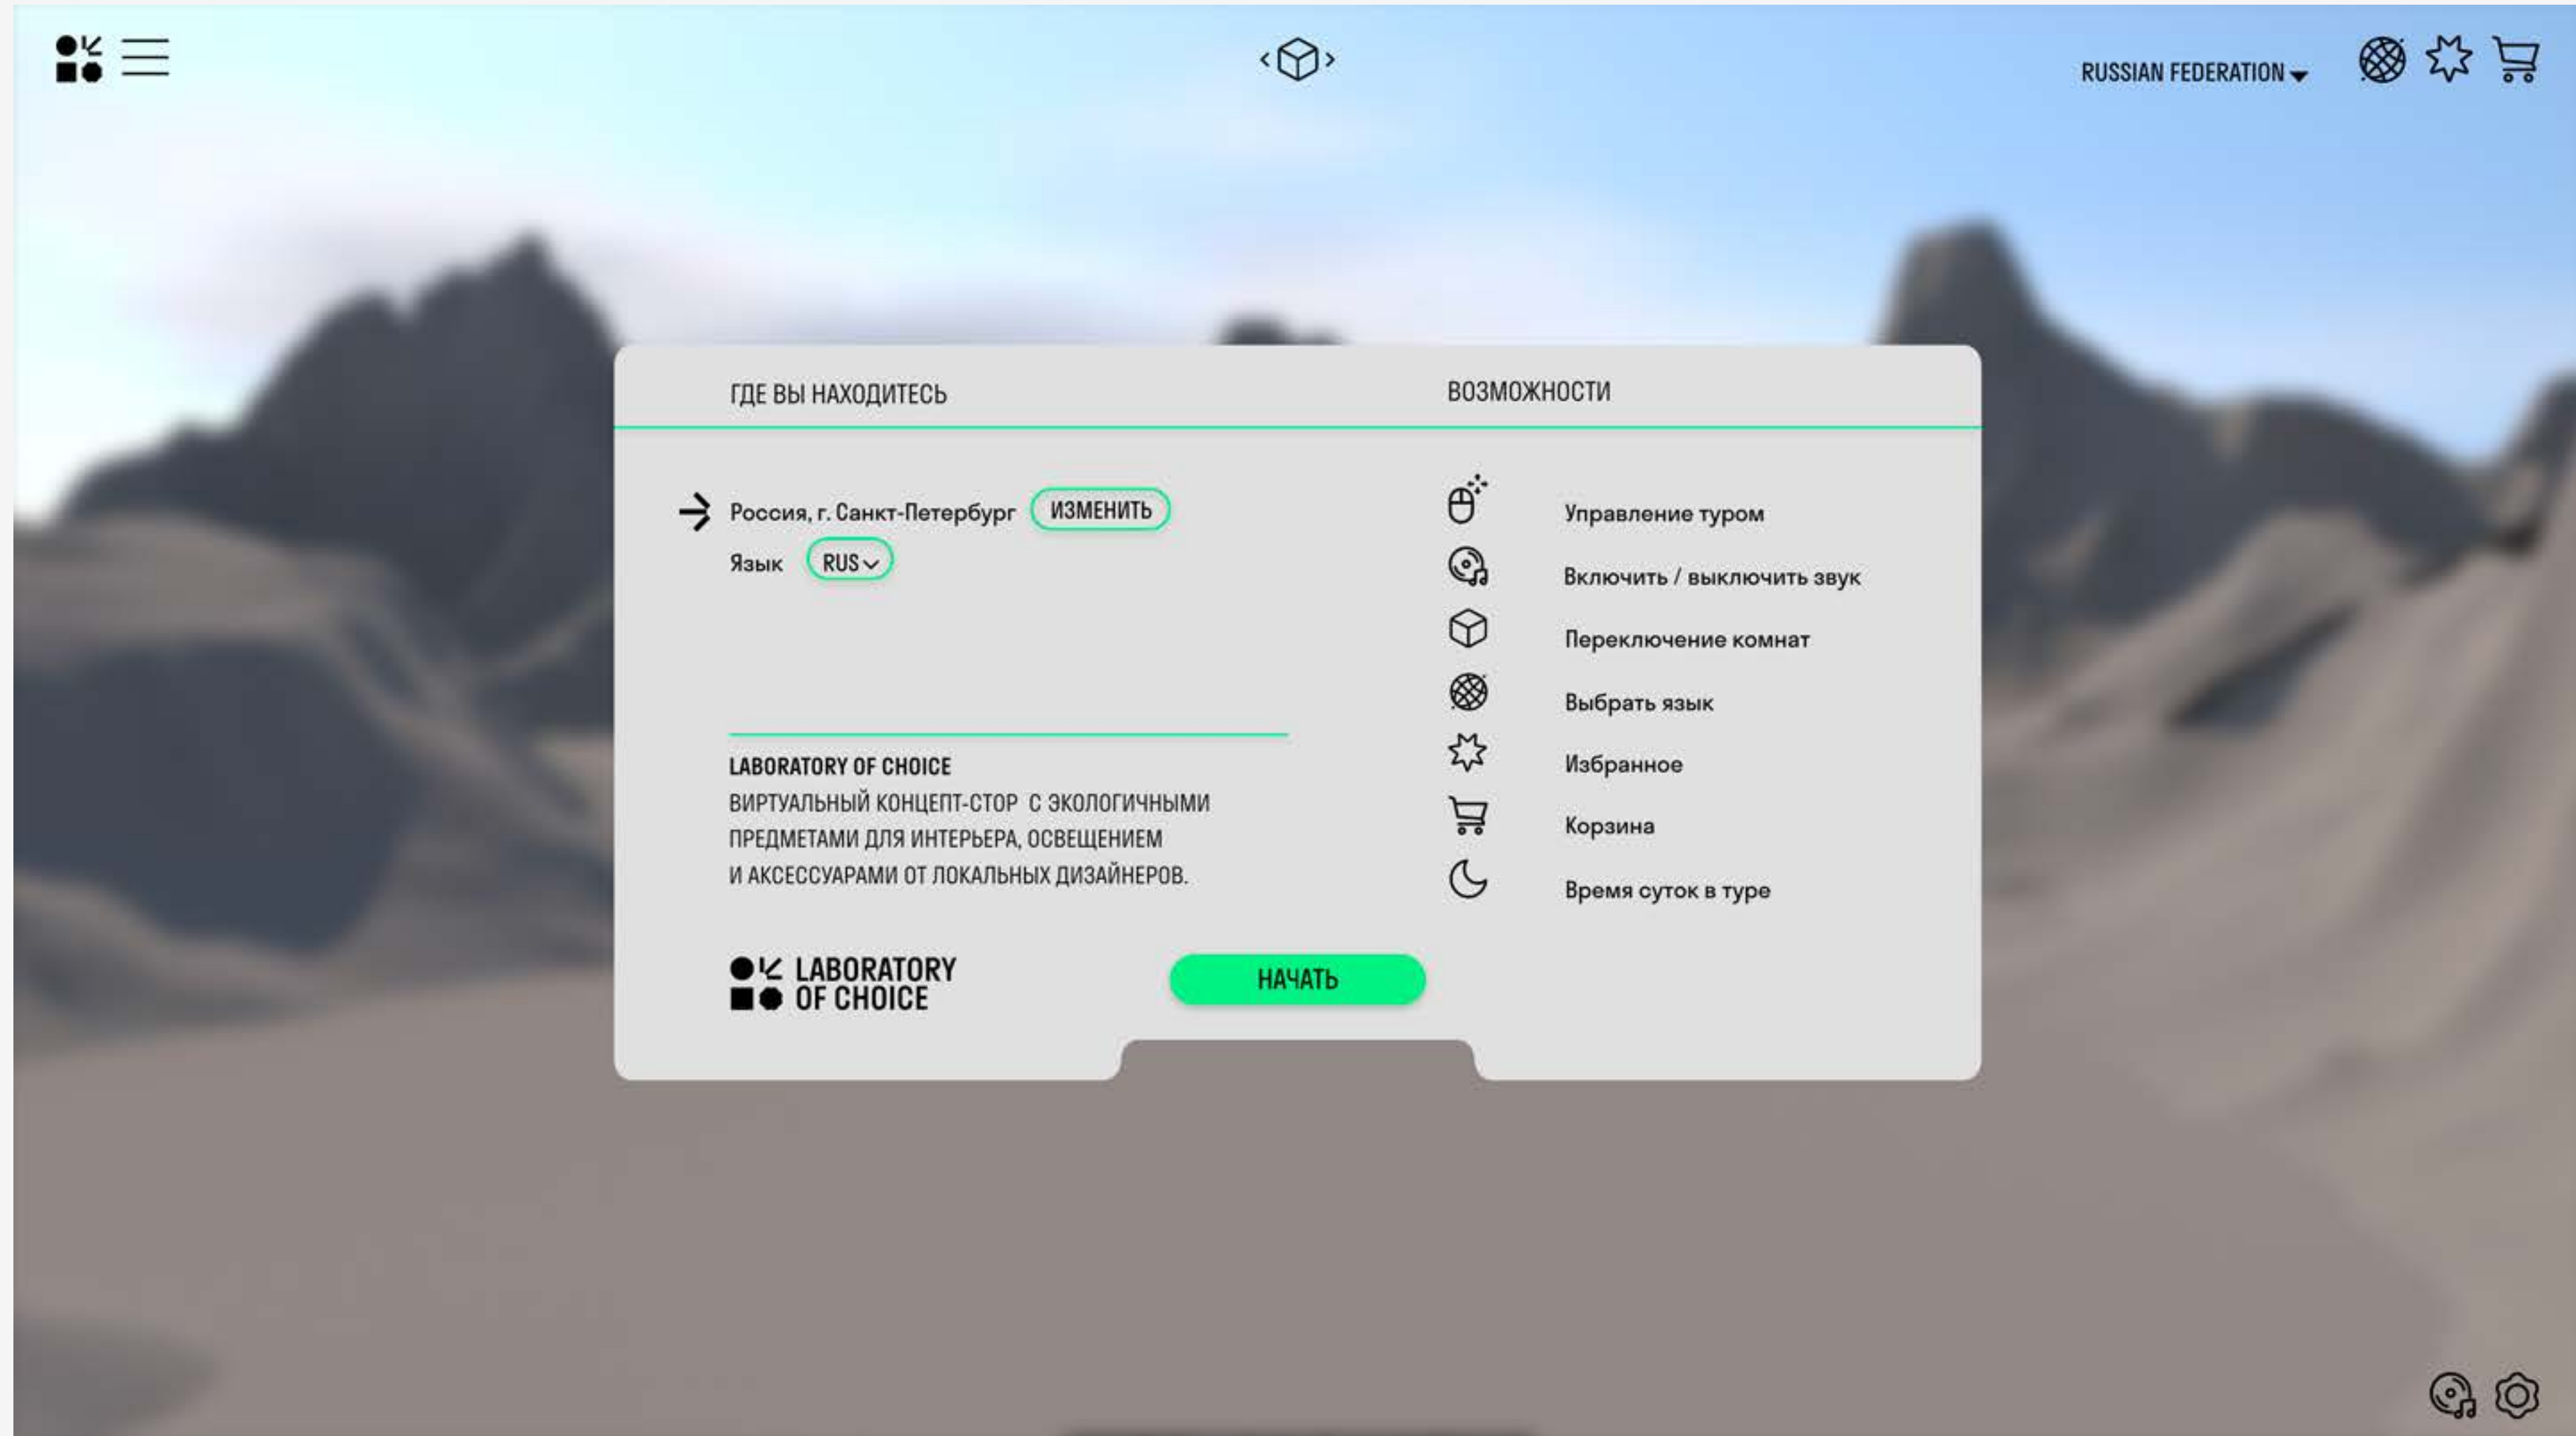 RUSSIAN FEDERATION
ГДЕ ВЫ НАХОДИТЕСЬ
Россия, г. Санкт-Петербург ИЗМЕНИТЬ
Язык RUS
LABORATORY OF CHOICE
ВИРТУАЛЬНЫЙ КОНЦЕПТ-СТОР С ЭКОЛОГИЧНЫМИ
ПРЕДМЕТАМИ ДЛЯ ИНТЕРЬЕРА, ОСВЕЩЕНИЕМ
И АКСЕССУАРАМИ ОТ ЛОКАЛЬНЫХ ДИЗАЙНЕРОВ.
LABORATORY
OF CHOICE
НАЧАТЬ
ВОЗМОЖНОСТИ
Управление туром
Включить / выключить звук
Переключение комнат
Выбрать язык
Избранное
Корзина
Время суток в туре